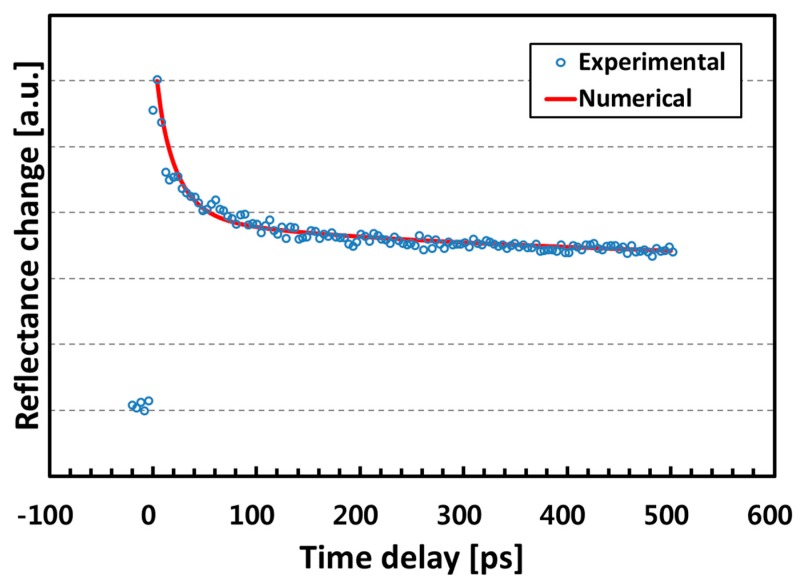 Reflectance change [a.u.]
Experimental
Numerical
-100 0 100 200 300 400 500 600
Time delay [ps]